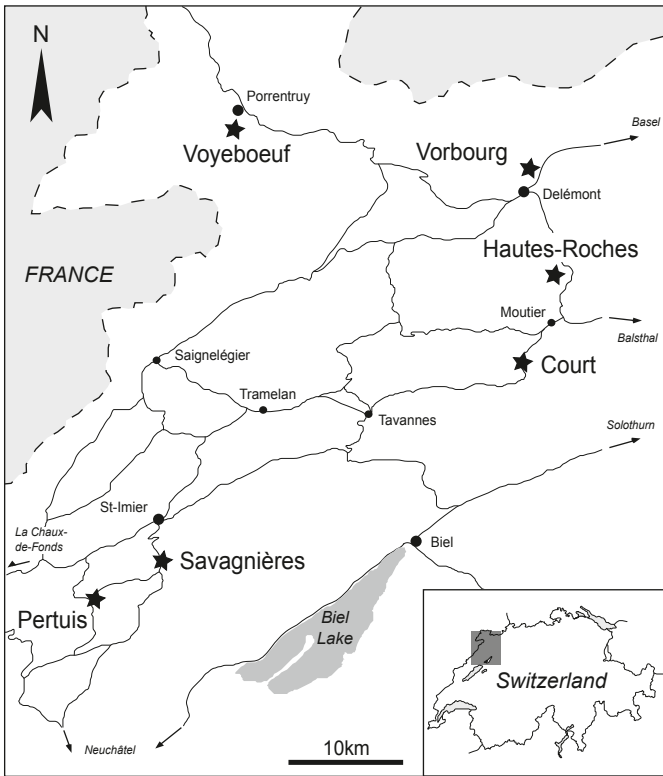 N
Porrentruy
Voyeboeuf
Basel
Vorbourg
Delémont
Hautes-Roches
FRANCE
Moutier
Balsthal
Saignelégier
Court
Tramelan
Tavannes
Solothurn
St-Imier
La Chaux-
de-Fonds
Biel
Savagnières
Pertuis
Biel
Lake
Switzerland
Neuchâtel
10km